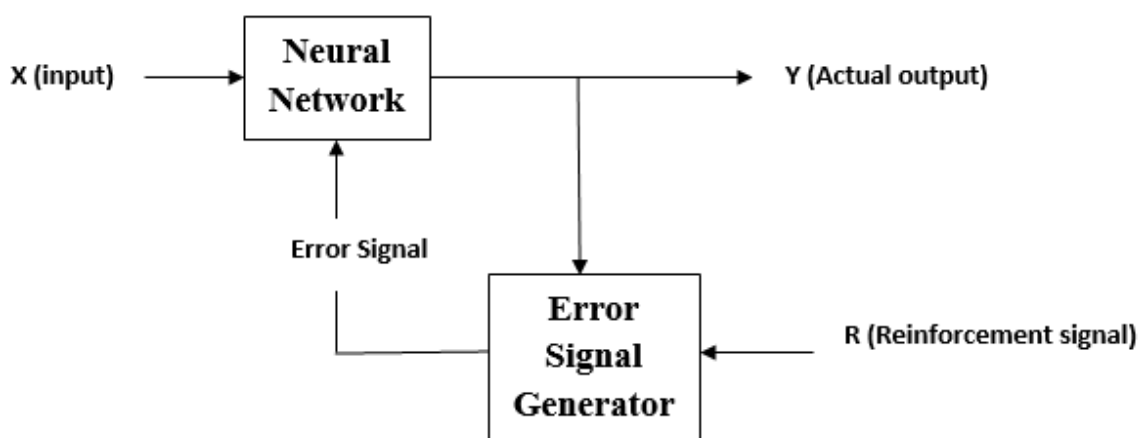 Neural
Network
X (input)
Y (Actual output)
Error Signal
Error
Signal
Generator
R (Reinforcement signal)